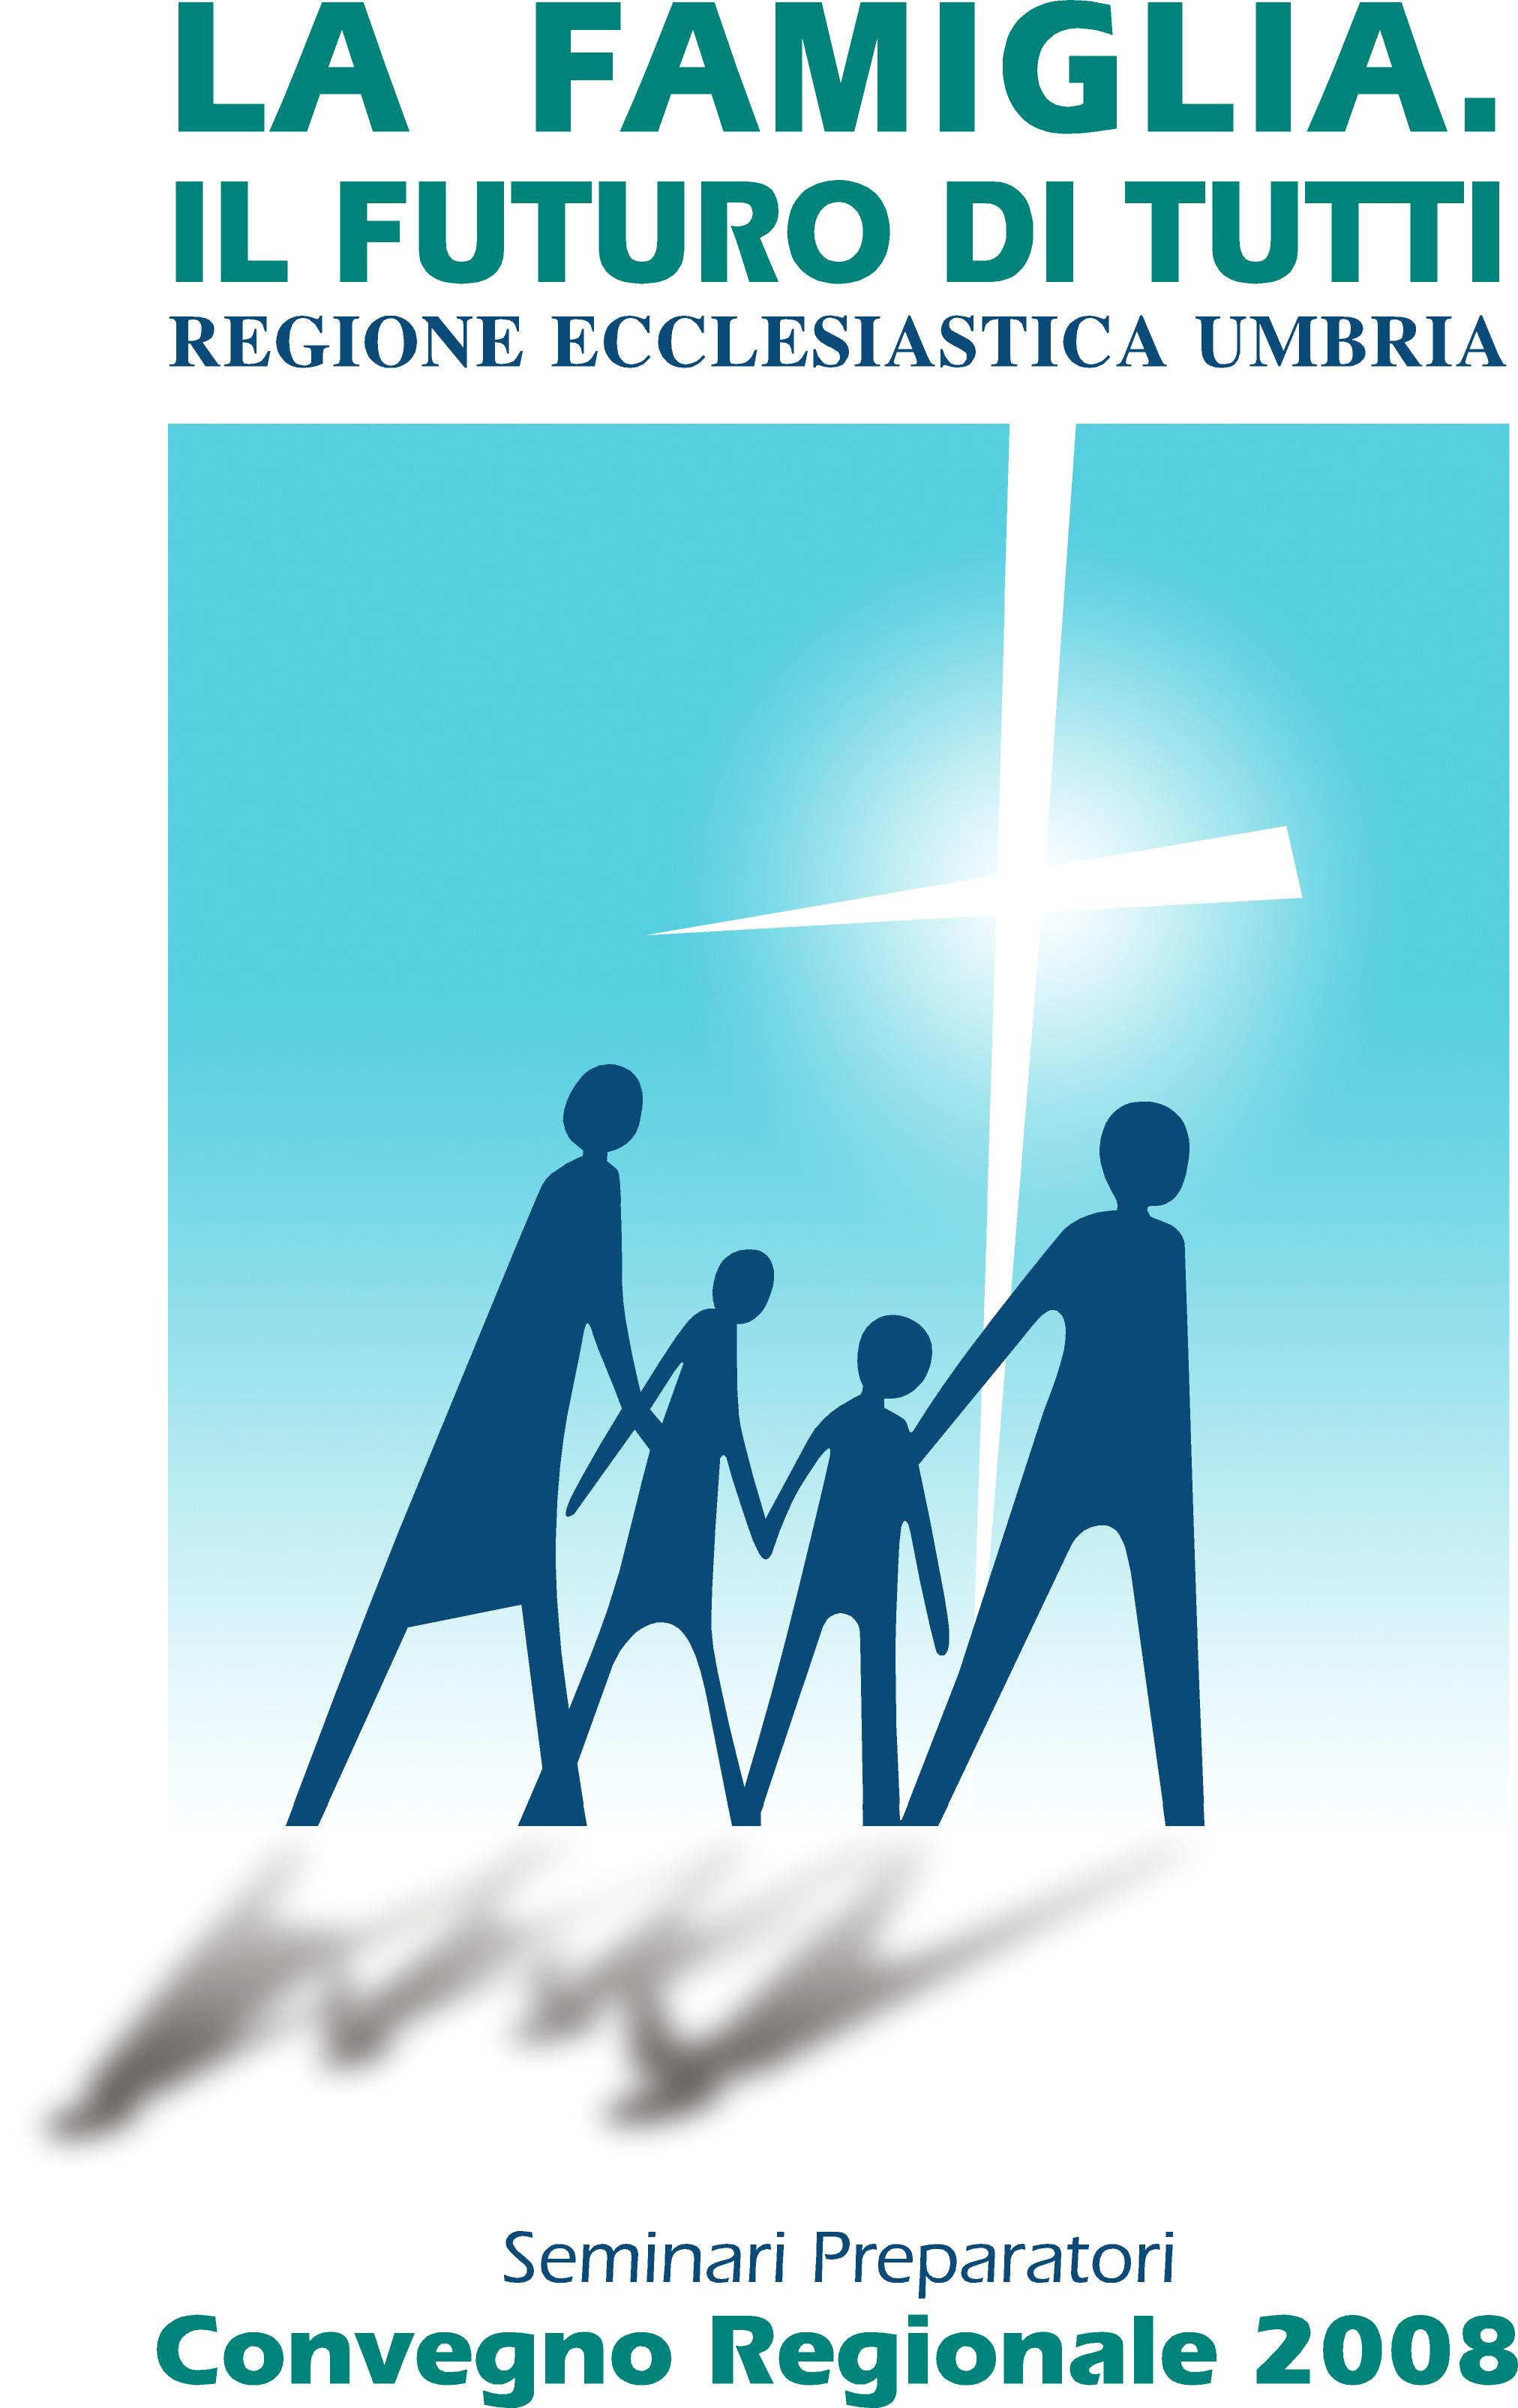 LA FAMIGLIA.
IL FUTURO DI TUTTI
REGIONE ECCLESIASTICA UMBRIA
Seminari Preparatori
Convegno Regionale 2008